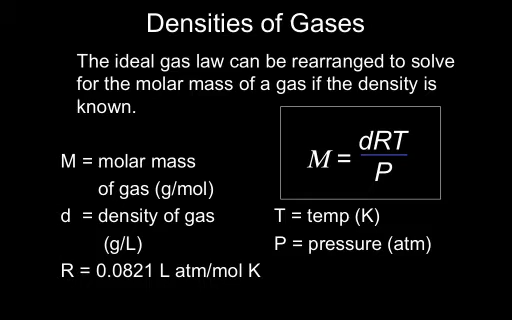 Densities of Gases
The ideal gas law can be rearranged to solve
for the molar mass of a gas if the density is
known.
M = dRT
P
M = molar mass
of gas (g/mol)
d = density of gas
(g/L)
R = 0.0821 L atm/mol K
T = temp (K)
P = pressure (atm)